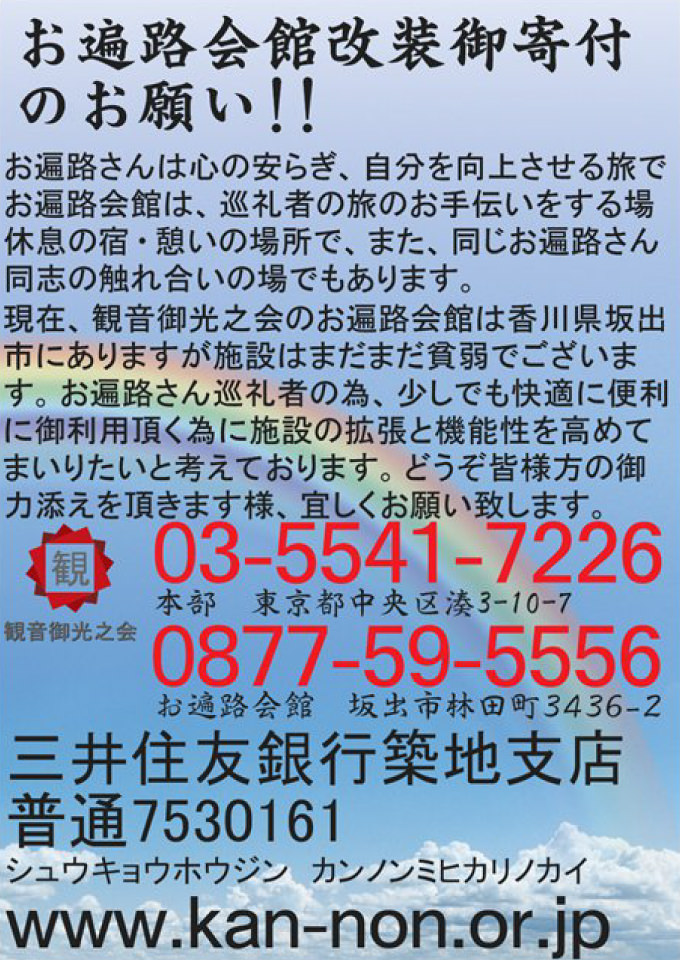 お遍路会館改装御寄付
のお願い!!
お遍路さんは心の安らぎ、自分を向上させる旅で
お遍路会館は、巡礼者の旅のお手伝いをする場
休息の宿・憩いの場所で、また、同じお遍路さん
同志の触れ合いの場でもあります。
現在、観音御光之会のお遍路会館は香川県坂出
市にありますが施設はまだまだ貧弱でございま
す。お遍路さん巡礼者の為、少しでも快適に便利
に御利用頂く為に施設の拡張と機能性を高めて
まいりたいと考えております。どうぞ皆様方の御
力添えを頂きます様、宜しくお願い致します。
観
観音御光之会
03-5541-7226
本部　東京都中央区湊3-10-7
0877-59-5556
お遍路会館　坂出市林田町3436-2
三井住友銀行築地支店
普通7530161
シュウキョウホウジン　カンノンミヒカリノカイ
www.kan-non.or.jp